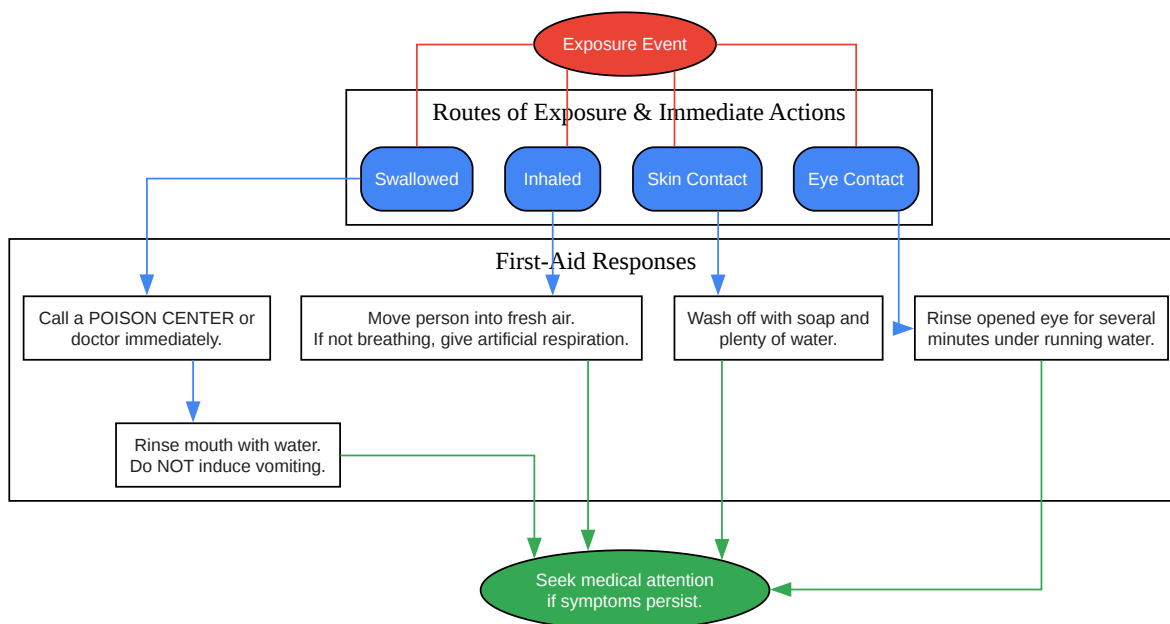 Exposure Event
Routes of Exposure & Immediate Actions
Swallowed
Inhaled
Skin Contact
Eye Contact
First-Aid Responses
Call a POISON CENTER or
doctor immediately.
Move person into fresh air.
If not breathing, give artificial respiration.
Wash off with soap and
plenty of water.
Rinse opened eye for several
minutes under running water.
Rinse mouth with water.
Do NOT induce vomiting.
Seek medical attention
if symptoms persist.